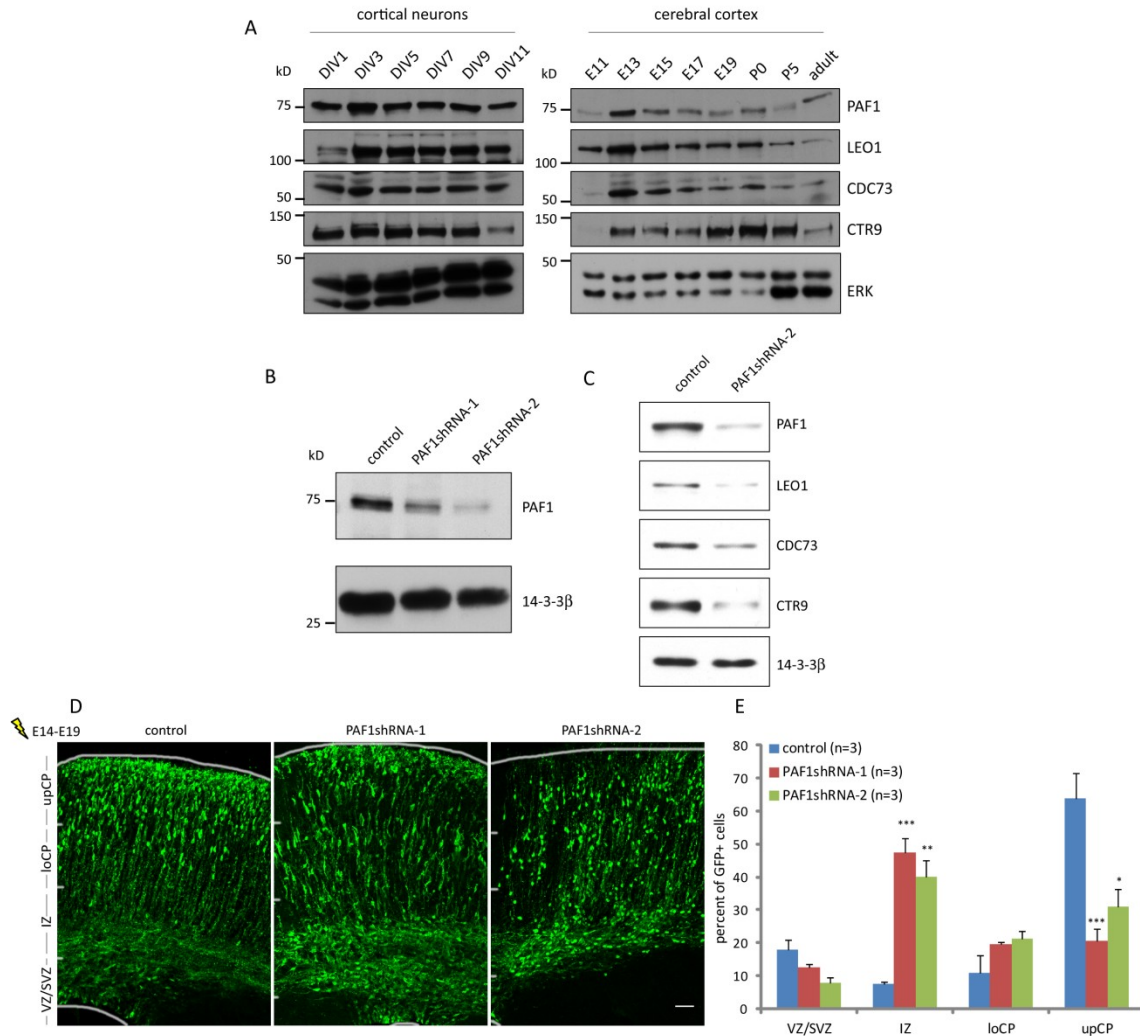 cortical neurons
cerebral cortex
A
kD
DIV1
DIV3
DIV5
DIV7
DIV9
DIV11
75
100
50
150
50
kD
E11
E13
E15
E17
E19
P0
P5
adult
75
100
50
150
50
PAF1
LEO1
CDC73
CTR9
ERK
B
kD
control
PAF1shRNA-1
PAF1shRNA-2
75
PAF1
25
14-3-3β
C
control
PAF1shRNA-2
PAF1
LEO1
CDC73
CTR9
14-3-3β
D
E14-E19
control
PAF1shRNA-1
PAF1shRNA-2
upCP
loCP
IZ
VZ/SVZ
E
percent of GFP+ cells
80
70
60
50
40
30
20
10
0
control (n=3)
PAF1shRNA-1 (n=3)
PAF1shRNA-2 (n=3)
***
**
***
*
VZ/SVZ
IZ
loCP
upCP